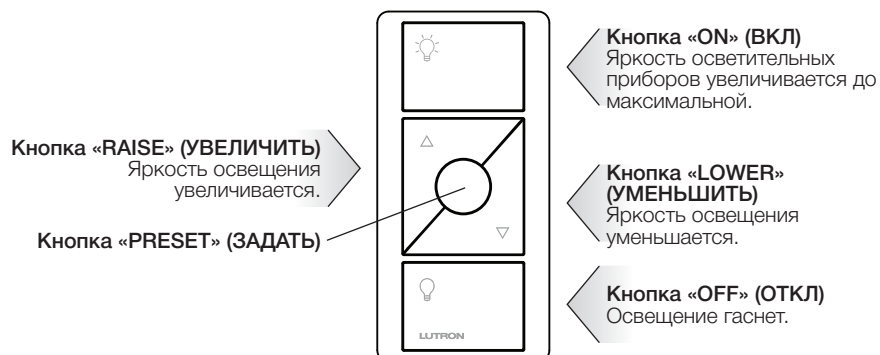 Кнопка «ON» (ВКЛ)
Яркость осветительных
приборов увеличивается до
максимальной.
Кнопка «RAISE» (УВЕЛИЧИТЬ)
Яркость освещения
увеличивается.
Кнопка «LOWER»
(УМЕНЬШИТЬ)
Яркость освещения
уменьшается.
Кнопка «PRESET» (ЗАДАТЬ)
Кнопка «OFF» (ОТКЛ)
Освещение гаснет.
LUTRON